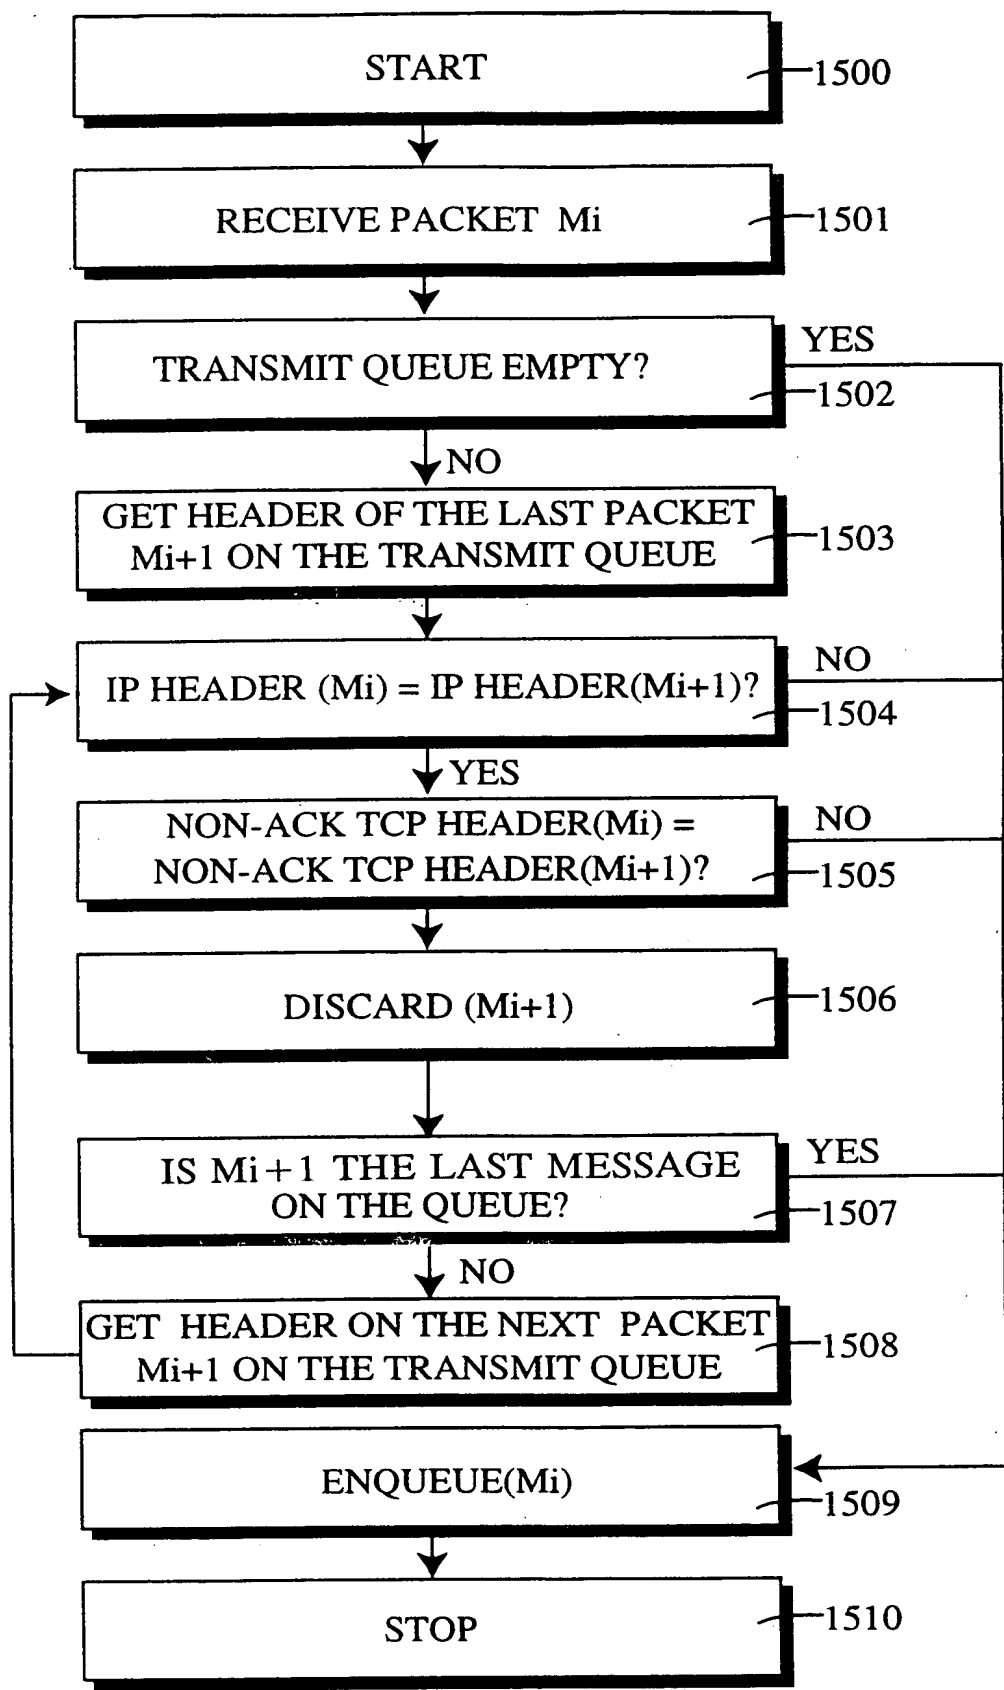 START
1500
RECEIVE PACKET Mi
1501
YES
TRANSMIT QUEUE EMPTY?
1502
NO
GET HEADER OF THE LAST PACKET
Mi+1 ON THE TRANSMIT QUEUE
1503
NO
IP HEADER (Mi) = IP HEADER(Mi+1)?
1504
YES
NON-ACK TCP HEADER(Mi) =
NO
NON-ACK TCP HEADER(Mi+1)?
1505
DISCARD (Mi+1)
1506
YES
IS Mi+1 THE LAST MESSAGE
ON THE QUEUE?
1507
NO
GET HEADER ON THE NEXT PACKET
Mi+1 ON THE TRANSMIT QUEUE
1508
ENQUEUE(Mi)
1509
STOP
1510